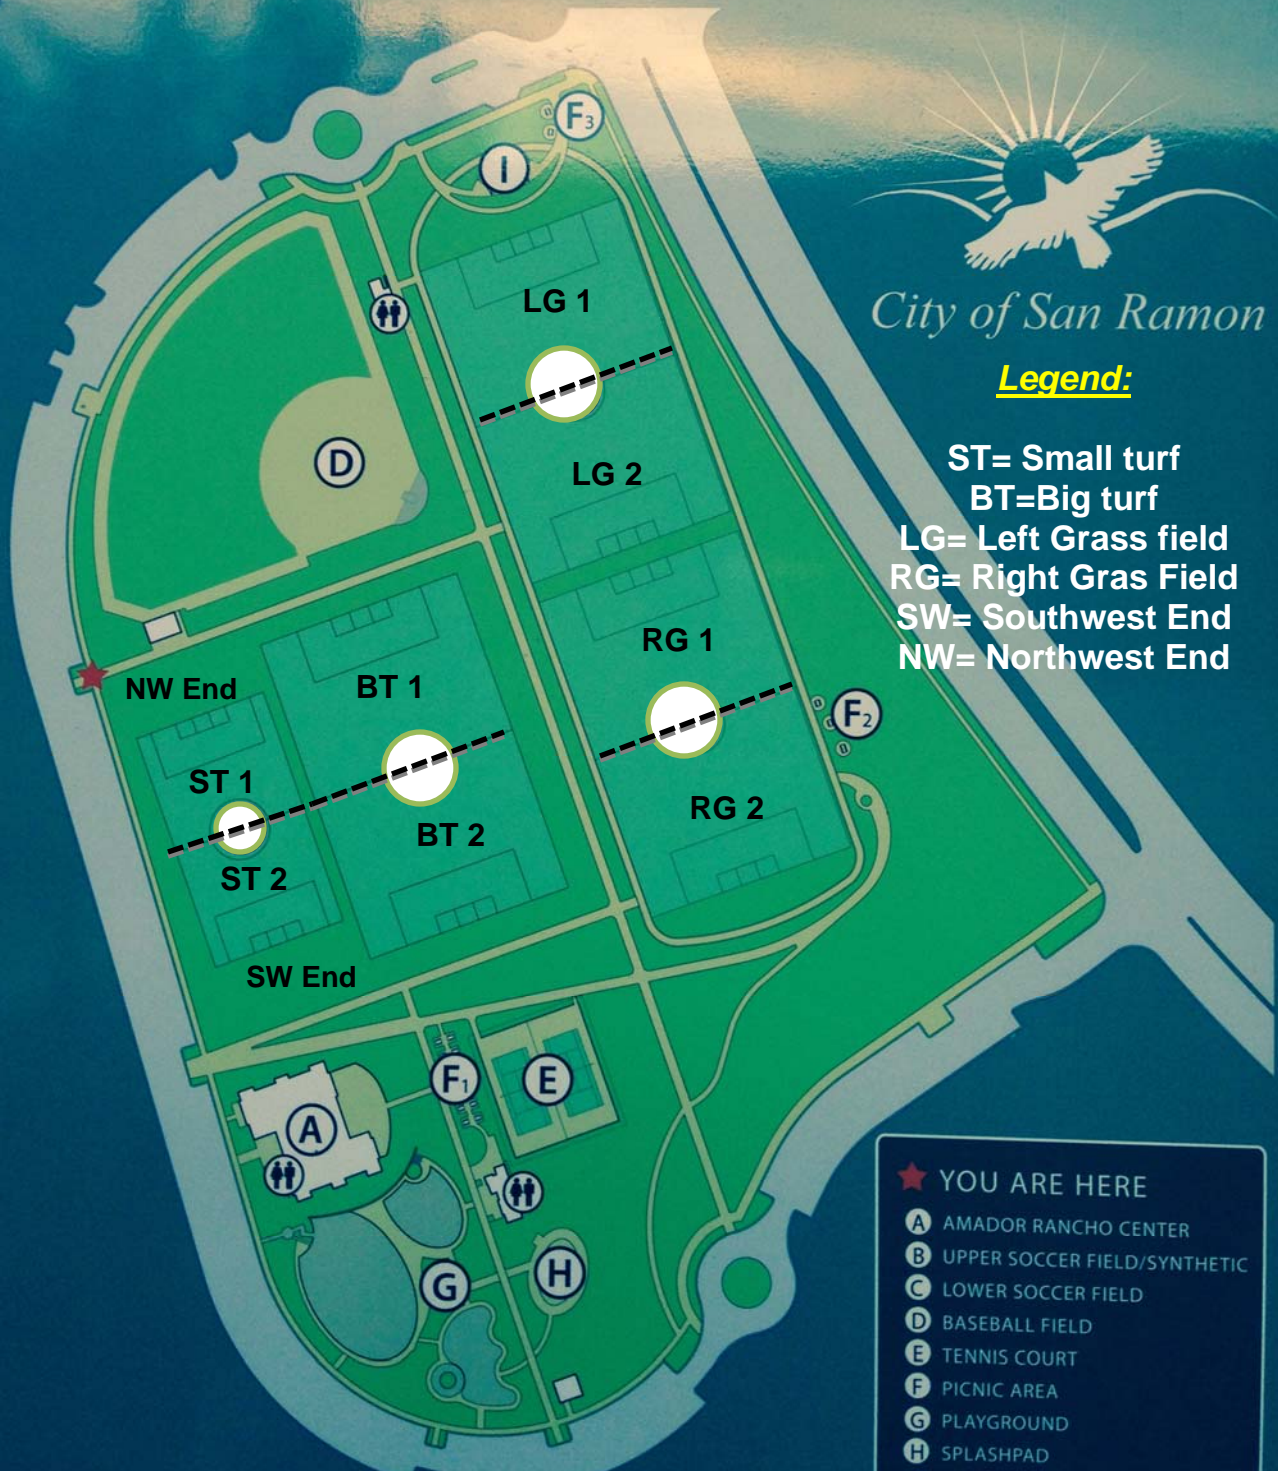 F3
I
City of San Ramon
LG 1
Legend:
D
LG 2
ST= Small turf
BT=Big turf
LG= Left Grass field
RG= Right Gras Field
SW= Southwest End
NW= Northwest End
RG 1
NW End
BT 1
F2
ST 1
RG 2
BT 2
ST 2
SW End
F1
E
A
G
H
YOU ARE HERE
A AMADOR RANCHO CENTER
B UPPER SOCCER FIELD/SYNTHETIC
C LOWER SOCCER FIELD
D BASEBALL FIELD
E TENNIS COURT
F PICNIC AREA
G PLAYGROUND
H SPLASHPAD